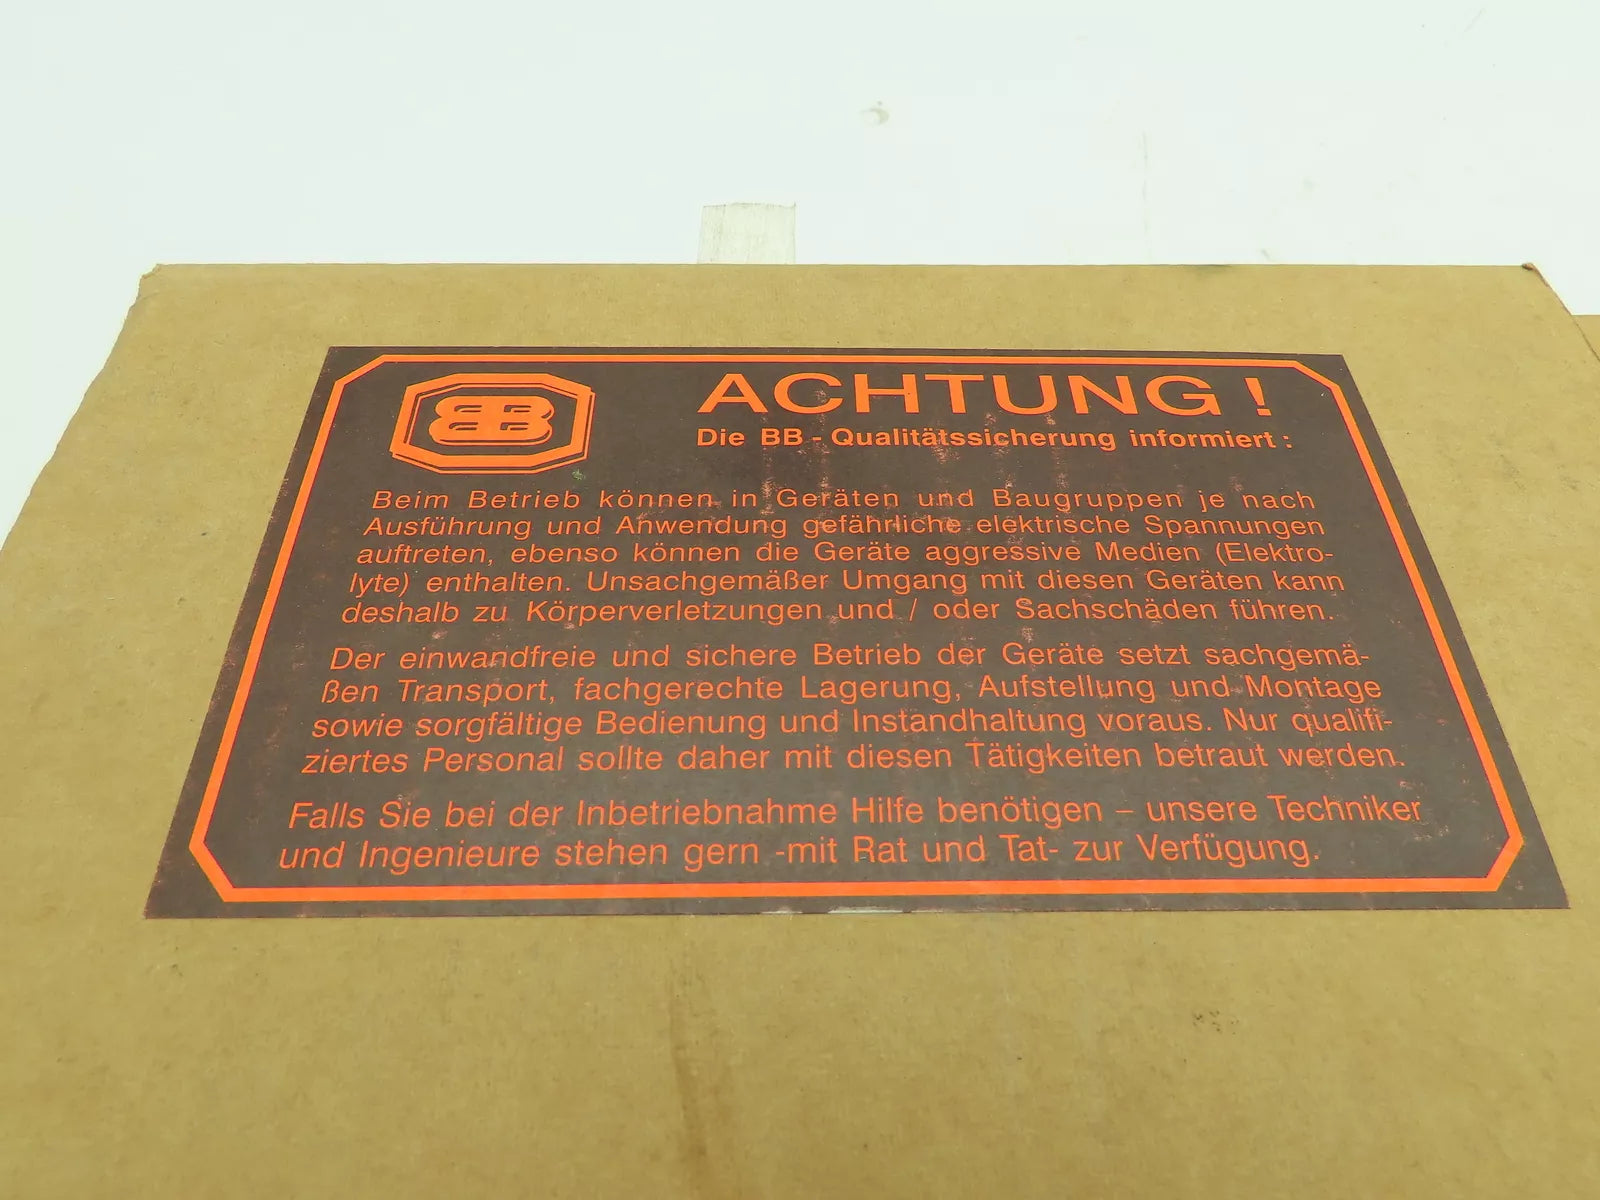 BB
ACHTUNG !
Die BB - Qualitätssicherung informiert :
Beim Betrieb können in Geräten und Baugruppen je nach
Ausführung und Anwendung gefährliche elektrische Spannungen
auftreten, ebenso können die Geräte aggressive Medien (Elektro-
lyte) enthalten. Unsachgemäßer Umgang mit diesen Geräten kann
deshalb zu Körperverletzungen und / oder Sachschäden führen.
Der einwandfreie und sichere Betrieb der Geräte setzt sachgemä-
ßen Transport, fachgerechte Lagerung, Aufstellung und Montage
sowie sorgfältige Bedienung und Instandhaltung voraus. Nur qualifi-
ziertes Personal sollte daher mit diesen Tätigkeiten betraut werden.
Falls Sie bei der Inbetriebnahme Hilfe benötigen – unsere Techniker
und Ingenieure stehen gern -mit Rat und Tat- zur Verfügung.